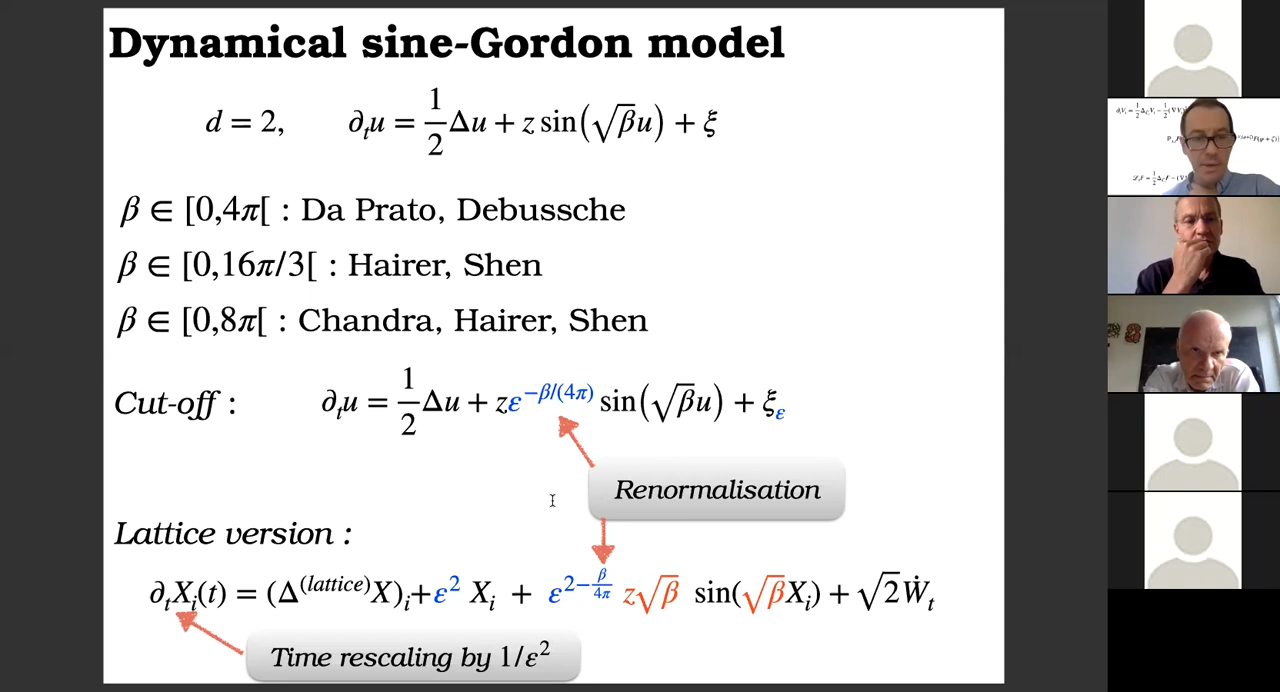 Dynamical sine-Gordon model
d = 2, ∂ₜu = 1/2 Δu + z sin(√β u) + ξ
β ∈ [0,4π[ : Da Prato, Debussche
β ∈ [0,16π/3[ : Hairer, Shen
β ∈ [0,8π[ : Chandra, Hairer, Shen
Cut-off : ∂ₜu = 1/2 Δu + zε^{−β/(4π)} sin(√β u) + ξ_ε
Renormalisation
Lattice version :
∂ₜXᵢ(t) = (Δ^{(lattice)}X)ᵢ+ε² Xᵢ + ε^{2−β/4π} z√β sin(√β Xᵢ) + √2 Ẇₜ
Time rescaling by 1/ε²